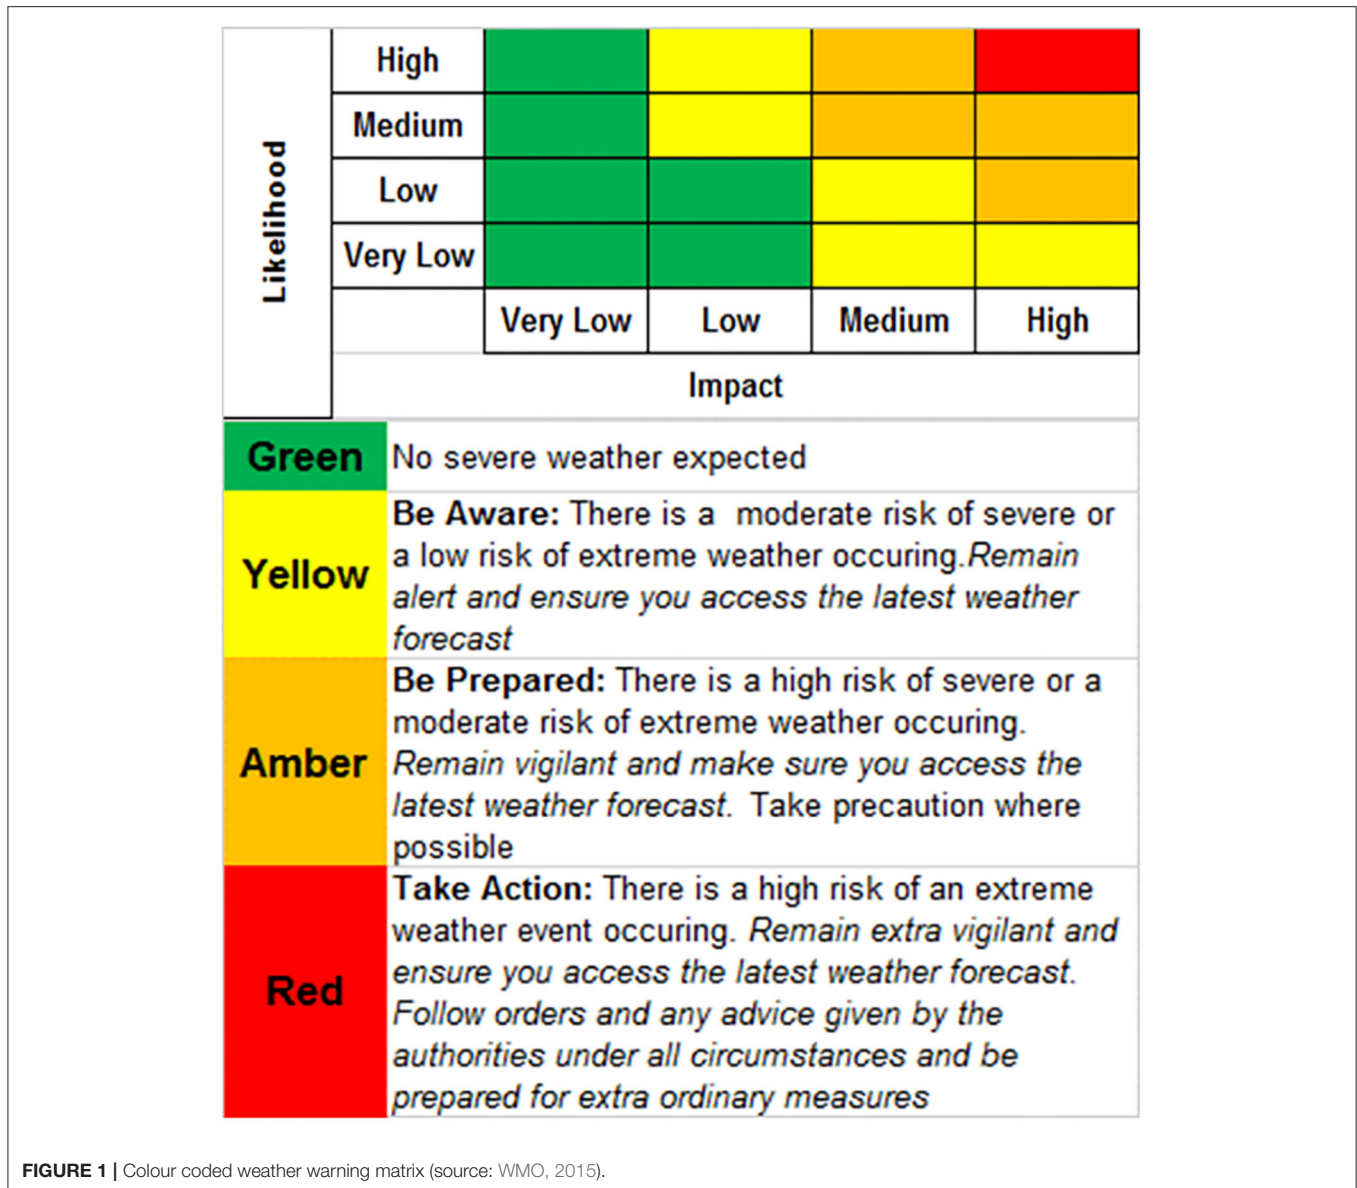 Likelihood
High
Medium
Low
Very Low
Very Low Low Medium High
Impact
Green No severe weather expected
Yellow
Be Aware: There is a moderate risk of severe or
a low risk of extreme weather occuring.Remain
alert and ensure you access the latest weather
forecast
Amber
Be Prepared: There is a high risk of severe or a
moderate risk of extreme weather occuring.
Remain vigilant and make sure you access the
latest weather forecast. Take precaution where
possible
Red
Take Action: There is a high risk of an extreme
weather event occuring. Remain extra vigilant and
ensure you access the latest weather forecast.
Follow orders and any advice given by the
authorities under all circumstances and be
prepared for extra ordinary measures
FIGURE 1 | Colour coded weather warning matrix (source: WMO, 2015).